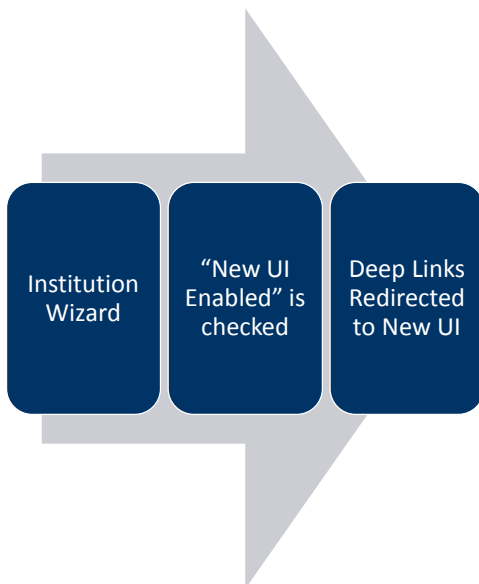 Institution
Wizard
“New UI
Enabled” is
checked
Deep Links
Redirected
to New UI